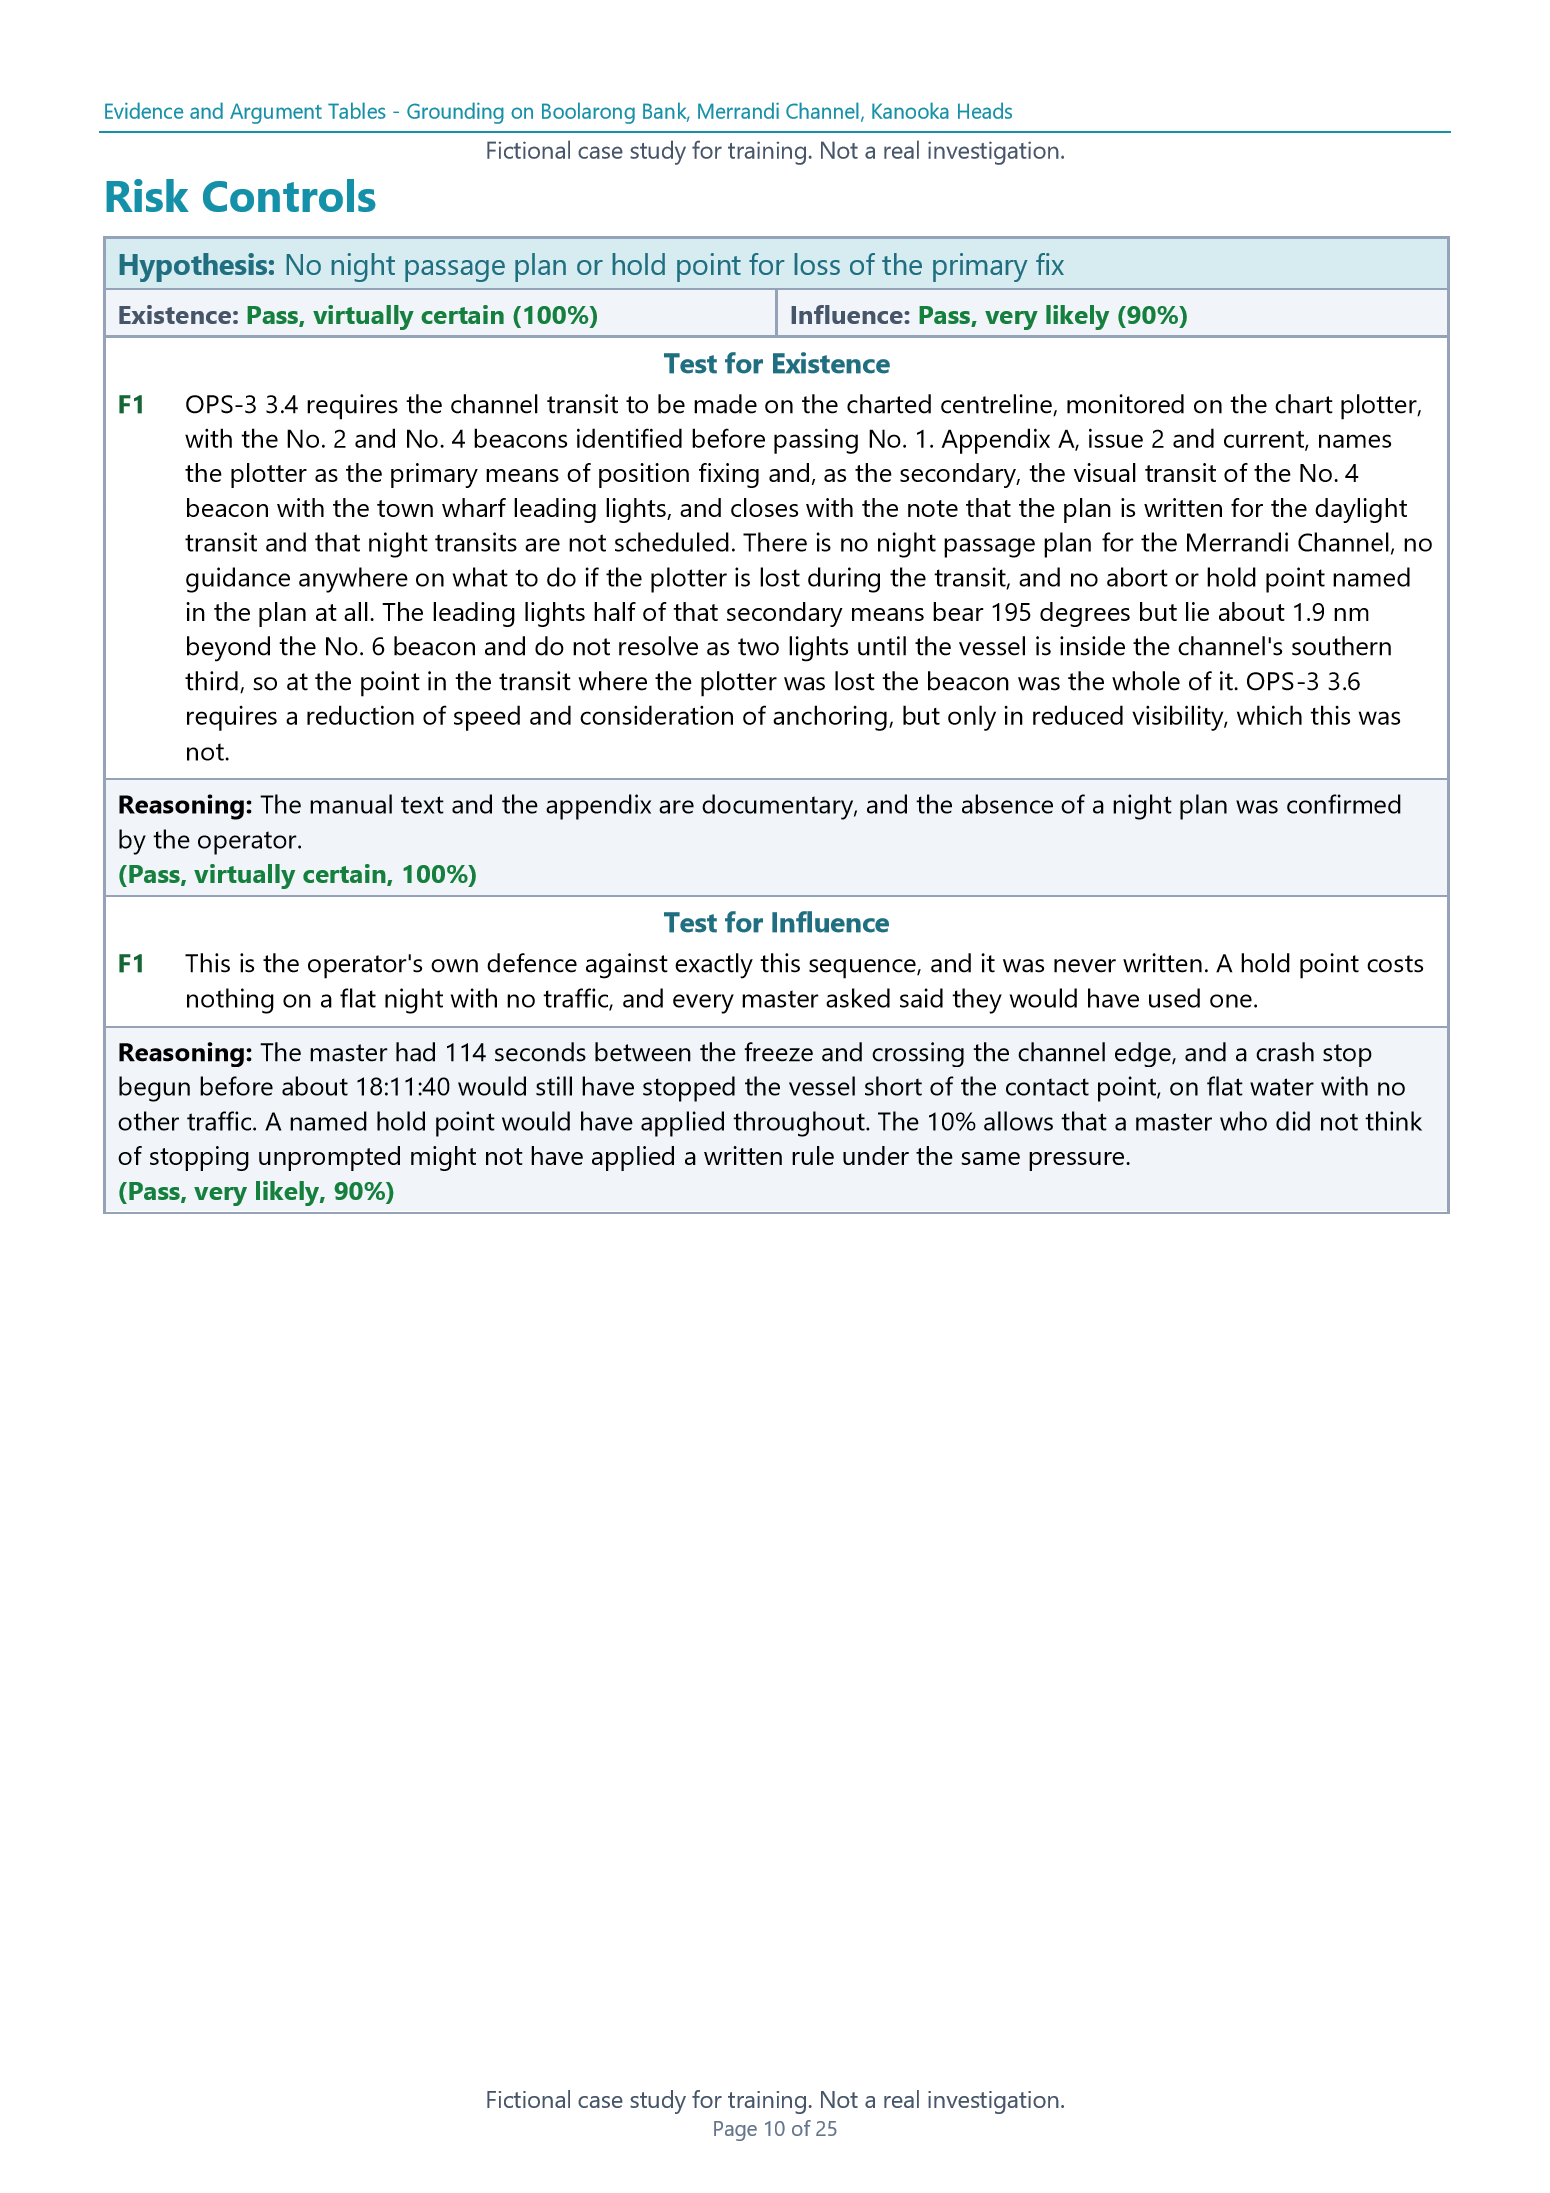 Evidence and Argument Tables - Grounding on Boolarong Bank, Merrandi Channel, Kanooka Heads
Fictional case study for training. Not a real investigation.
Risk Controls
Hypothesis: No night passage plan or hold point for loss of the primary fix
Existence: Pass, virtually certain (100%)
Influence: Pass, very likely (90%)
Test for Existence
F1 OPS-3 3.4 requires the channel transit to be made on the charted centreline, monitored on the chart plotter,
with the No. 2 and No. 4 beacons identified before passing No. 1. Appendix A, issue 2 and current, names
the plotter as the primary means of position fixing and, as the secondary, the visual transit of the No. 4
beacon with the town wharf leading lights, and closes with the note that the plan is written for the daylight
transit and that night transits are not scheduled. There is no night passage plan for the Merrandi Channel, no
guidance anywhere on what to do if the plotter is lost during the transit, and no abort or hold point named
in the plan at all. The leading lights half of that secondary means bear 195 degrees but lie about 1.9 nm
beyond the No. 6 beacon and do not resolve as two lights until the vessel is inside the channel's southern
third, so at the point in the transit where the plotter was lost the beacon was the whole of it. OPS-3 3.6
requires a reduction of speed and consideration of anchoring, but only in reduced visibility, which this was
not.
Reasoning: The manual text and the appendix are documentary, and the absence of a night plan was confirmed
by the operator.
(Pass, virtually certain, 100%)
Test for Influence
F1 This is the operator's own defence against exactly this sequence, and it was never written. A hold point costs
nothing on a flat night with no traffic, and every master asked said they would have used one.
Reasoning: The master had 114 seconds between the freeze and crossing the channel edge, and a crash stop
begun before about 18:11:40 would still have stopped the vessel short of the contact point, on flat water with no
other traffic. A named hold point would have applied throughout. The 10% allows that a master who did not think
of stopping unprompted might not have applied a written rule under the same pressure.
(Pass, very likely, 90%)
Fictional case study for training. Not a real investigation.
Page 10 of 25